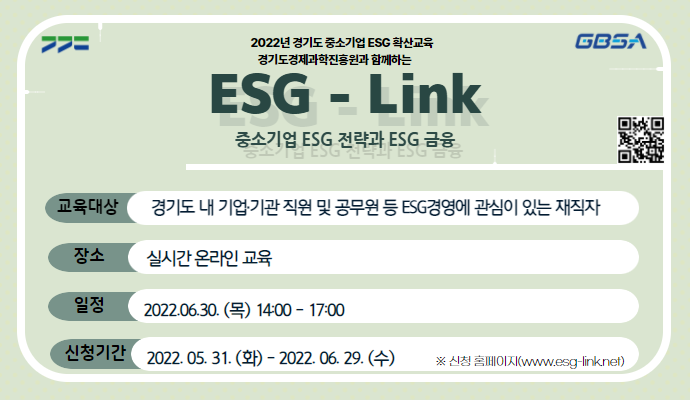 2022년 경기도 중소기업 ESG 확산교육
GBSA
경기도경제과학진흥원과 함께하는
ESG - Link
중소기업 ESG 전략과 ESG 금융
교육대상 경기도 내 기업·기관 직원 및 공무원 등 ESG경영에 관심이 있는 재직자
장소 실시간 온라인 교육
일정 2022.06.30. (목) 14:00 - 17:00
신청기간 2022. 05. 31. (화) - 2022. 06. 29. (수) ※ 신청 홈페이지(www.esg-link.net)